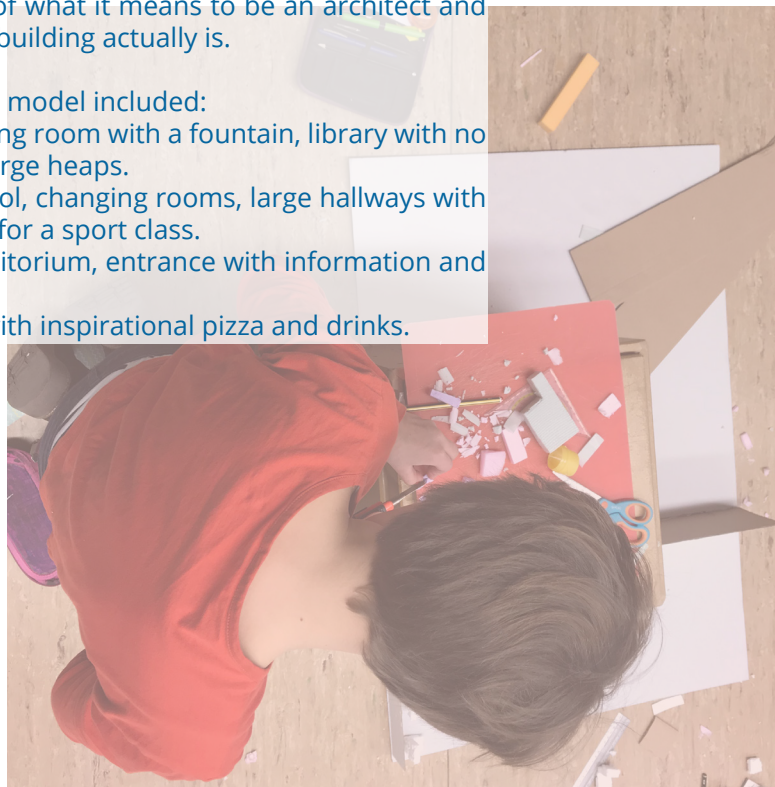 of what it means to be an architect and
building actually is.
model included:
ng room with a fountain, library with no
rge heaps.
ol, changing rooms, large hallways with
for a sport class.
itorium, entrance with information and
ith inspirational pizza and drinks.